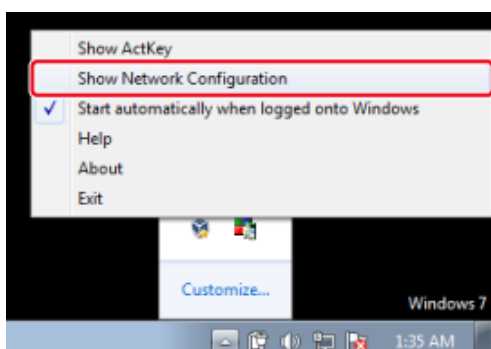 Show ActKey
Show Network Configuration
Start automatically when logged onto Windows
Help
About
Exit
Customize...
Windows 7
1:35 AM